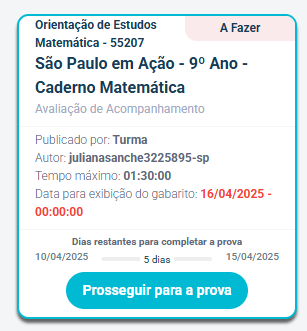 Orientação de Estudos
Matemática - 55207
A Fazer
São Paulo em Ação - 9º Ano -
Caderno Matemática
Avaliação de Acompanhamento
Publicado por: Turma
Autor: julianasanche3225895-sp
Tempo máximo: 01:30:00
Data para exibição do gabarito: 16/04/2025 -
00:00:00
Dias restantes para completar a prova
10/04/2025
5 dias
15/04/2025
Prosseguir para a prova